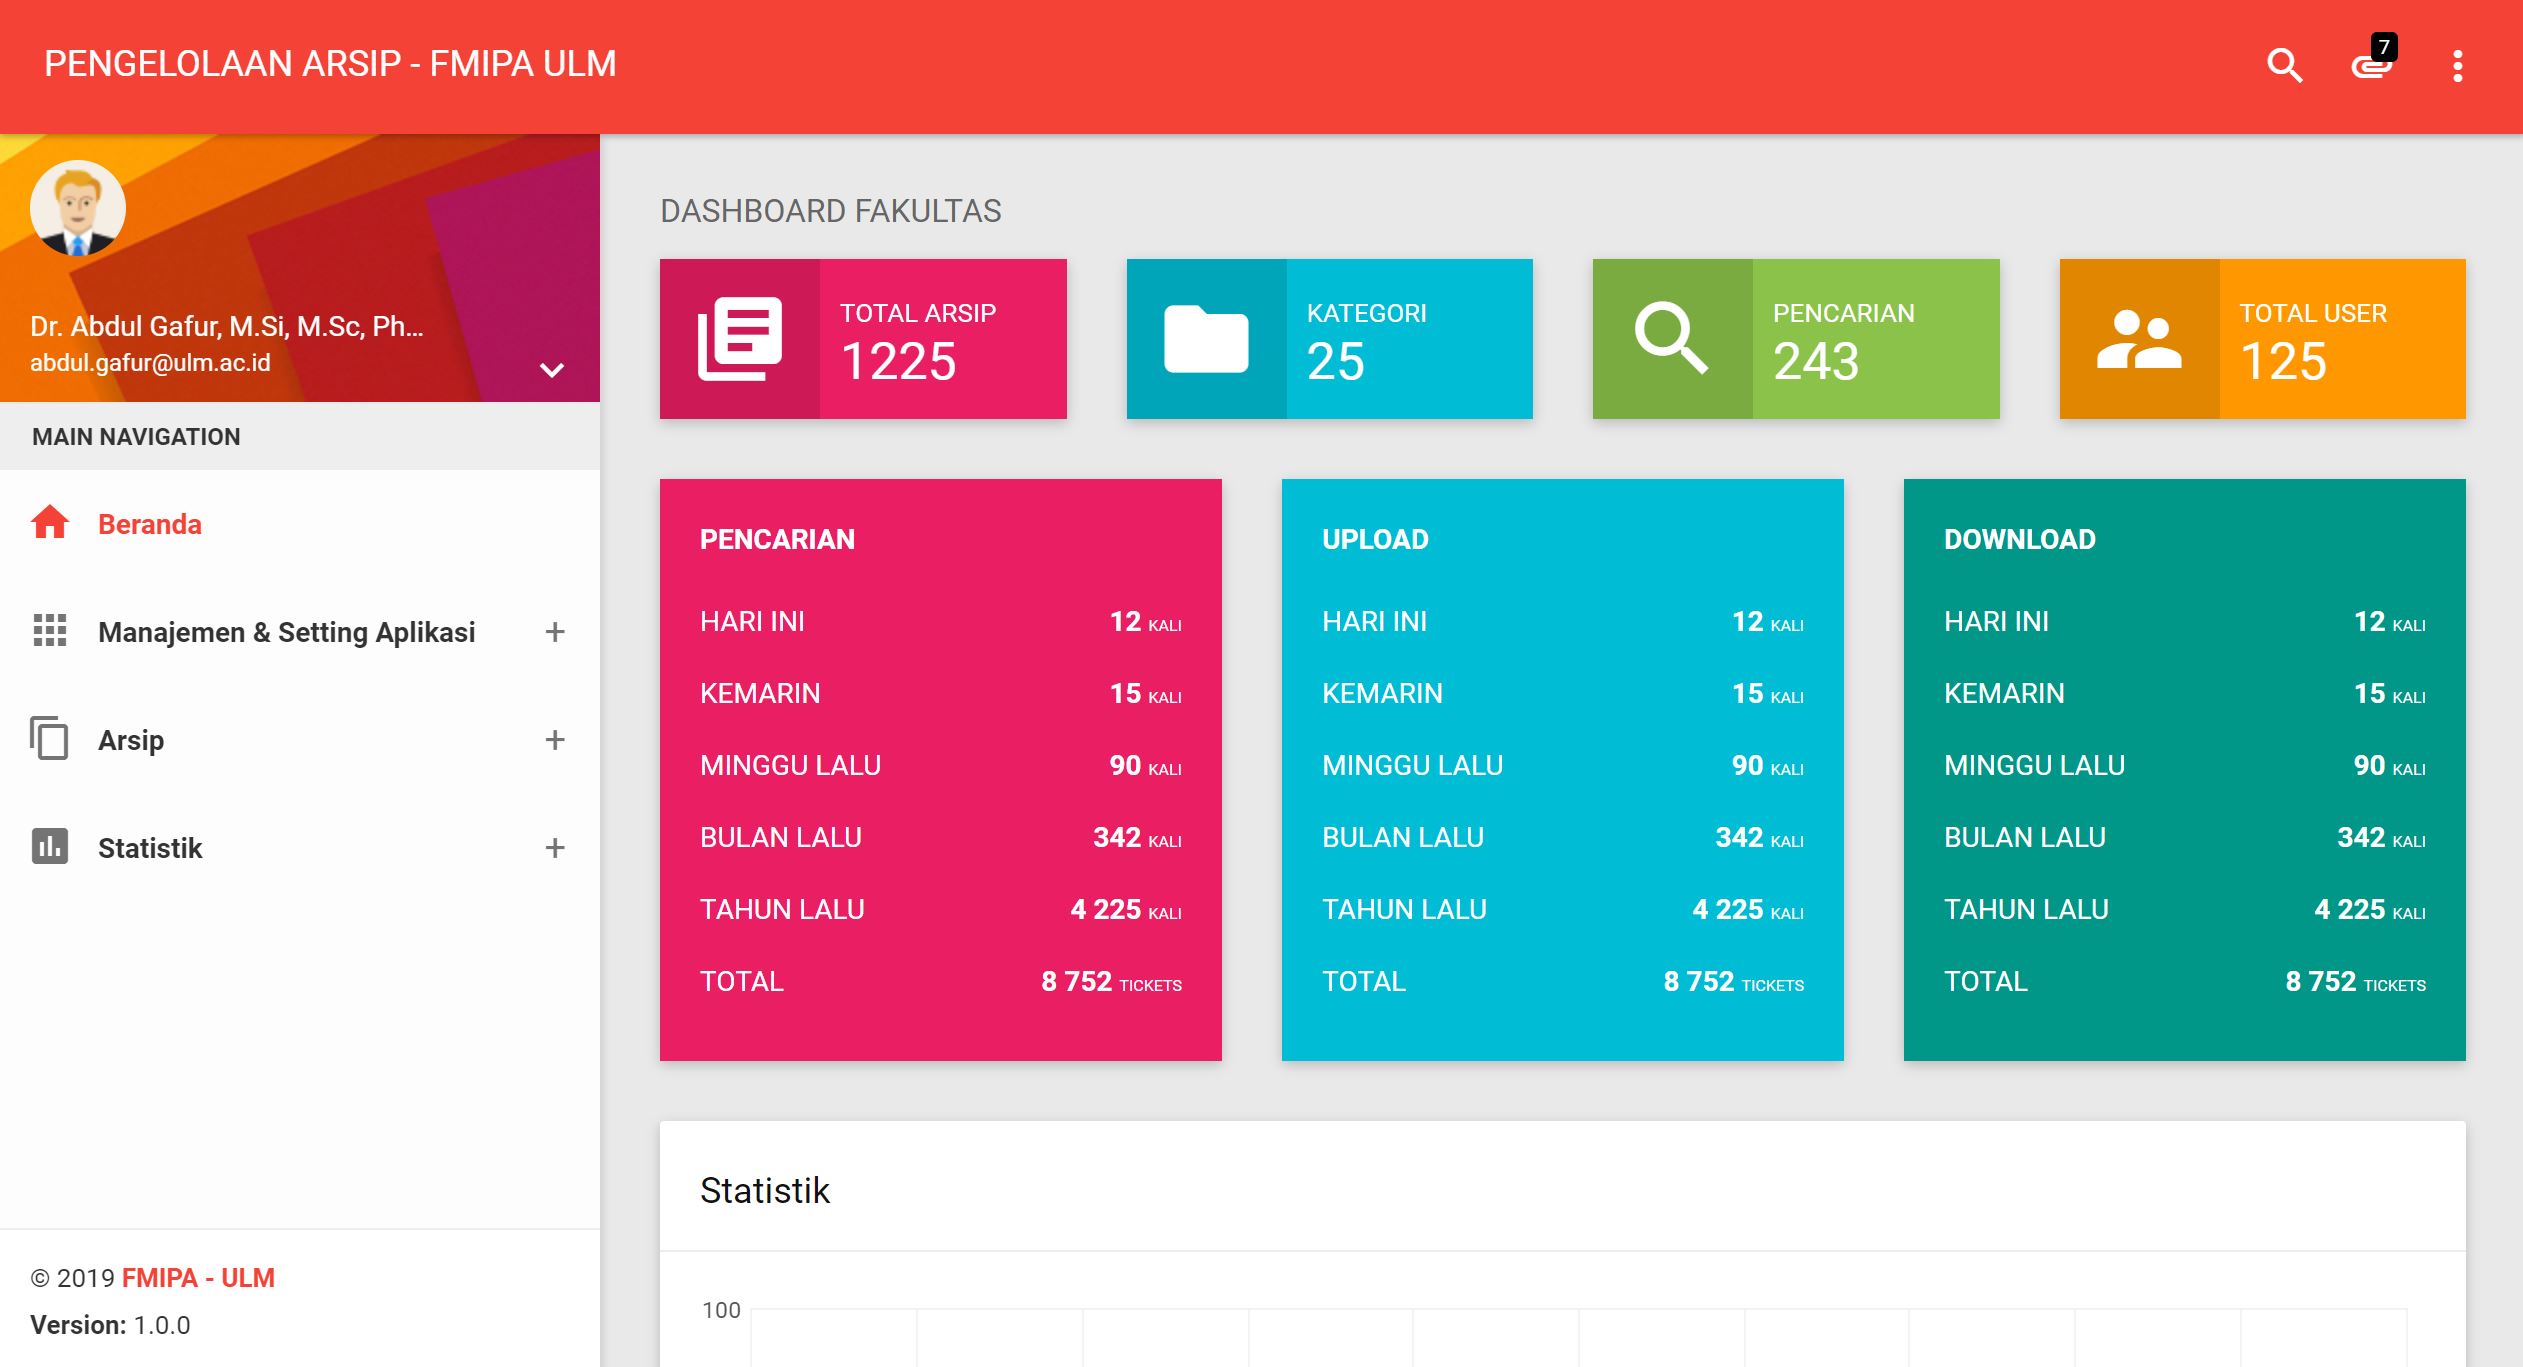 PENGELOLAAN ARSIP - FMIPA ULM
7
Dr. Abdul Gafur, M.Si, M.Sc, Ph...
abdul.gafur@ulm.ac.id
MAIN NAVIGATION
Beranda
Manajemen & Setting Aplikasi +
Arsip +
Statistik +
© 2019 FMIPA - ULM
Version: 1.0.0
DASHBOARD FAKULTAS
TOTAL ARSIP
1225
KATEGORI
25
PENCARIAN
243
TOTAL USER
125
PENCARIAN
HARI INI 12 KALI
KEMARIN 15 KALI
MINGGU LALU 90 KALI
BULAN LALU 342 KALI
TAHUN LALU 4 225 KALI
TOTAL 8 752 TICKETS
UPLOAD
HARI INI 12 KALI
KEMARIN 15 KALI
MINGGU LALU 90 KALI
BULAN LALU 342 KALI
TAHUN LALU 4 225 KALI
TOTAL 8 752 TICKETS
DOWNLOAD
HARI INI 12 KALI
KEMARIN 15 KALI
MINGGU LALU 90 KALI
BULAN LALU 342 KALI
TAHUN LALU 4 225 KALI
TOTAL 8 752 TICKETS
Statistik
100